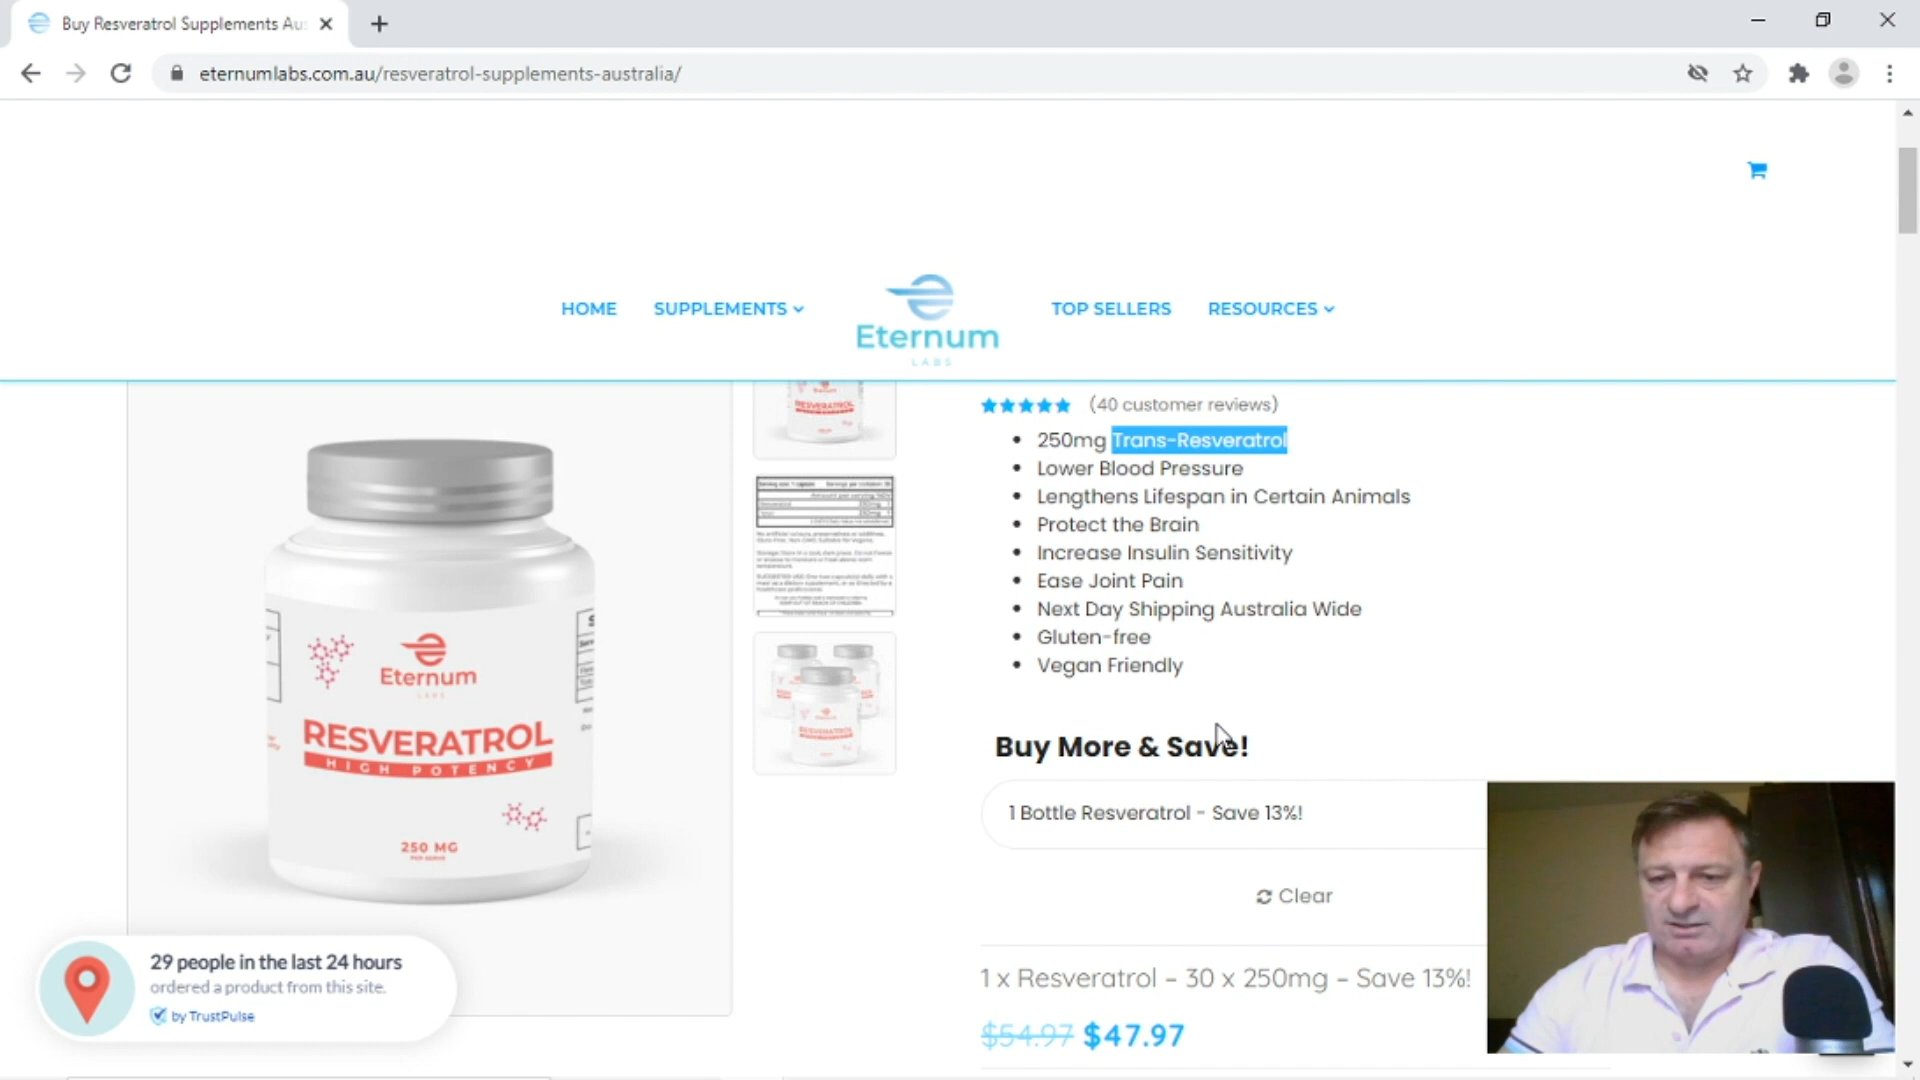 Buy Resveratrol Supplements Aus
eternumlabs.com.au/resveratrol-supplements-australia/
HOME
SUPPLEMENTS
Eternum
LABS
TOP SELLERS
RESOURCES
(40 customer reviews)
250mg Trans-Resveratrol
Lower Blood Pressure
Lengthens Lifespan in Certain Animals
Protect the Brain
Increase Insulin Sensitivity
Ease Joint Pain
Next Day Shipping Australia Wide
Gluten-free
Vegan Friendly
Buy More & Save!
1 Bottle Resveratrol - Save 13%!
Clear
1 x Resveratrol – 30 x 250mg – Save 13%!
$54.97 $47.97
Eternum
LABS
RESVERATROL
HIGH POTENCY
250 MG
PER SERVE
RESVERATROL
Eternum
RESVERATROL
29 people in the last 24 hours
ordered a product from this site.
by TrustPulse